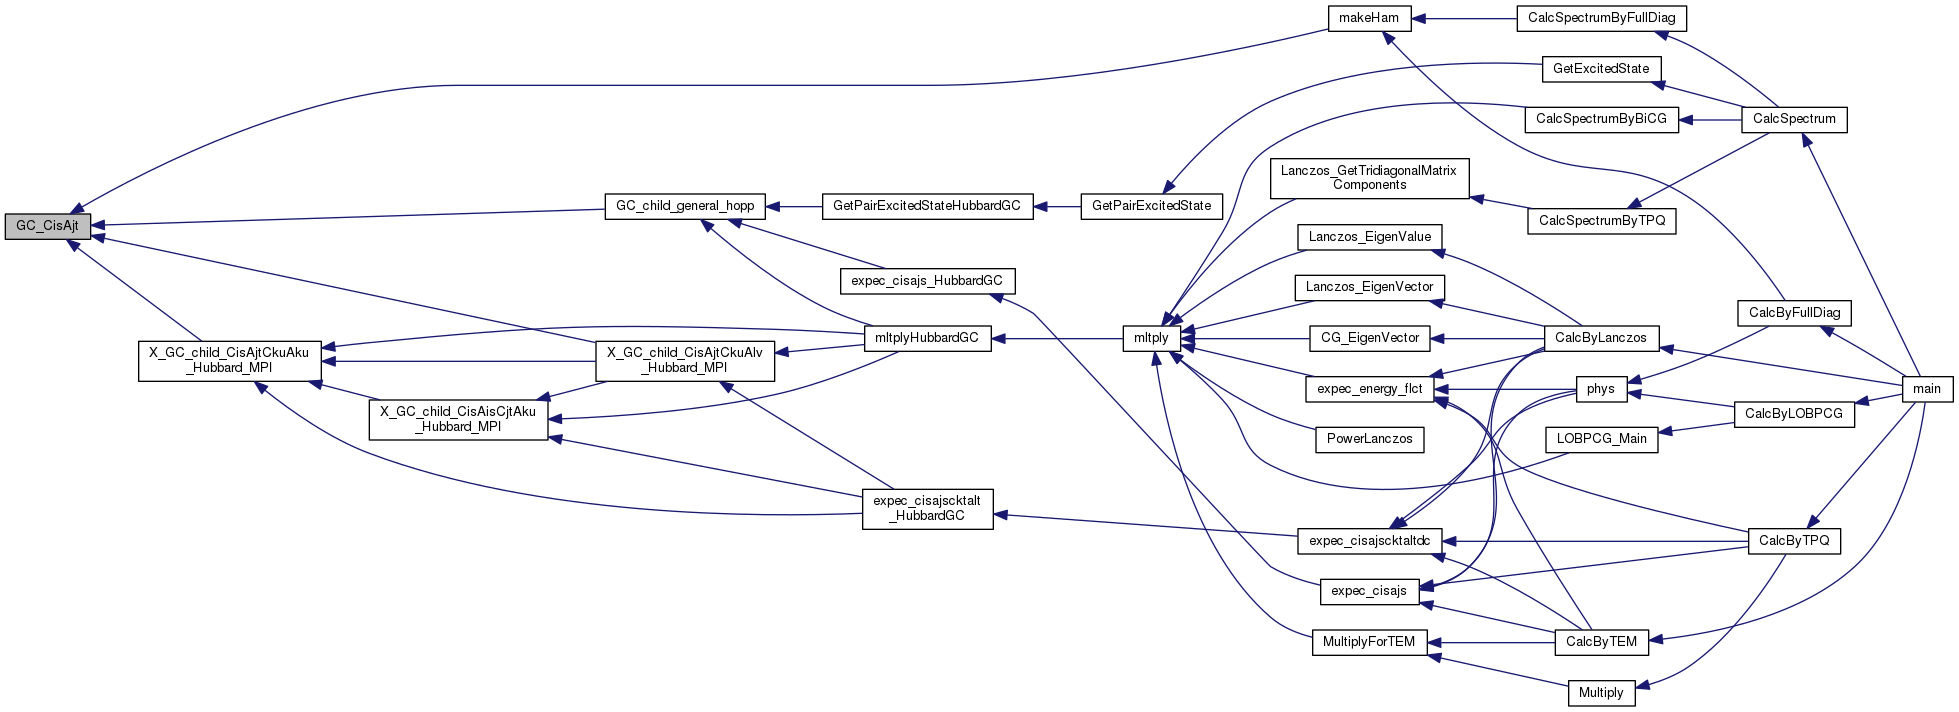 makeHam
CalcSpectrumByFullDiag
GetExcitedState
CalcSpectrumByBiCG
CalcSpectrum
Lanczos_GetTridiagonalMatrix
Components
GC_child_general_hopp
GetPairExcitedStateHubbardGC
GetPairExcitedState
CalcSpectrumByTPQ
GC_CisAjt
Lanczos_EigenValue
expec_cisajs_HubbardGC
Lanczos_EigenVector
CalcByFullDiag
X_GC_child_CisAjtCkuAku
_Hubbard_MPI
X_GC_child_CisAjtCkuAlv
_Hubbard_MPI
mltplyHubbardGC
mltply
CG_EigenVector
CalcByLanczos
expec_energy_flct
phys
main
X_GC_child_CisAisCjtAku
_Hubbard_MPI
CalcByLOBPCG
PowerLanczos
LOBPCG_Main
expec_cisajscktalt
_HubbardGC
expec_cisajscktaltdc
CalcByTPQ
expec_cisajs
MultiplyForTEM
CalcByTEM
Multiply